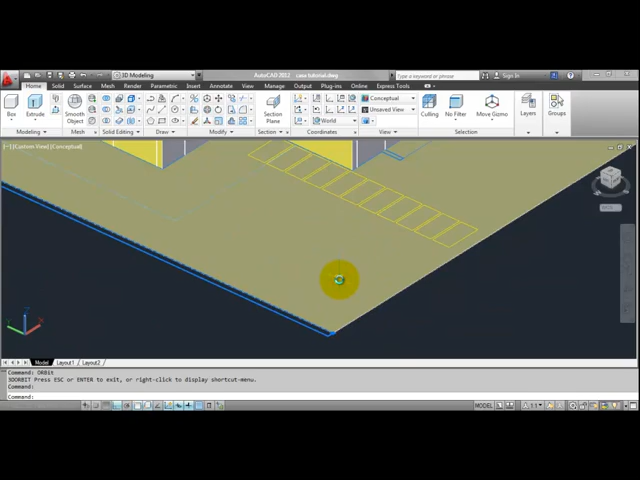 3D Modeling
AutoCAD 2012 casa tutorial.dwg
Type a keyword or phrase
Sign In
Home Solid Surface Mesh Render Parametric Insert Annotate View Manage Output Plug-ins Online Express Tools
Box Extrude Smooth Object Section Plane World Conceptual Unsaved View Culling No Filter Move Gizmo Layers Groups
Modeling Mesh Solid Editing Draw Modify Section Coordinates View Selection
[-][Custom View][Conceptual]
Model Layout1 Layout2
Command: ORBit
3DORBIT Press ESC or ENTER to exit, or right-click to display shortcut-menu.
Command:
Command:
MODEL 1:1